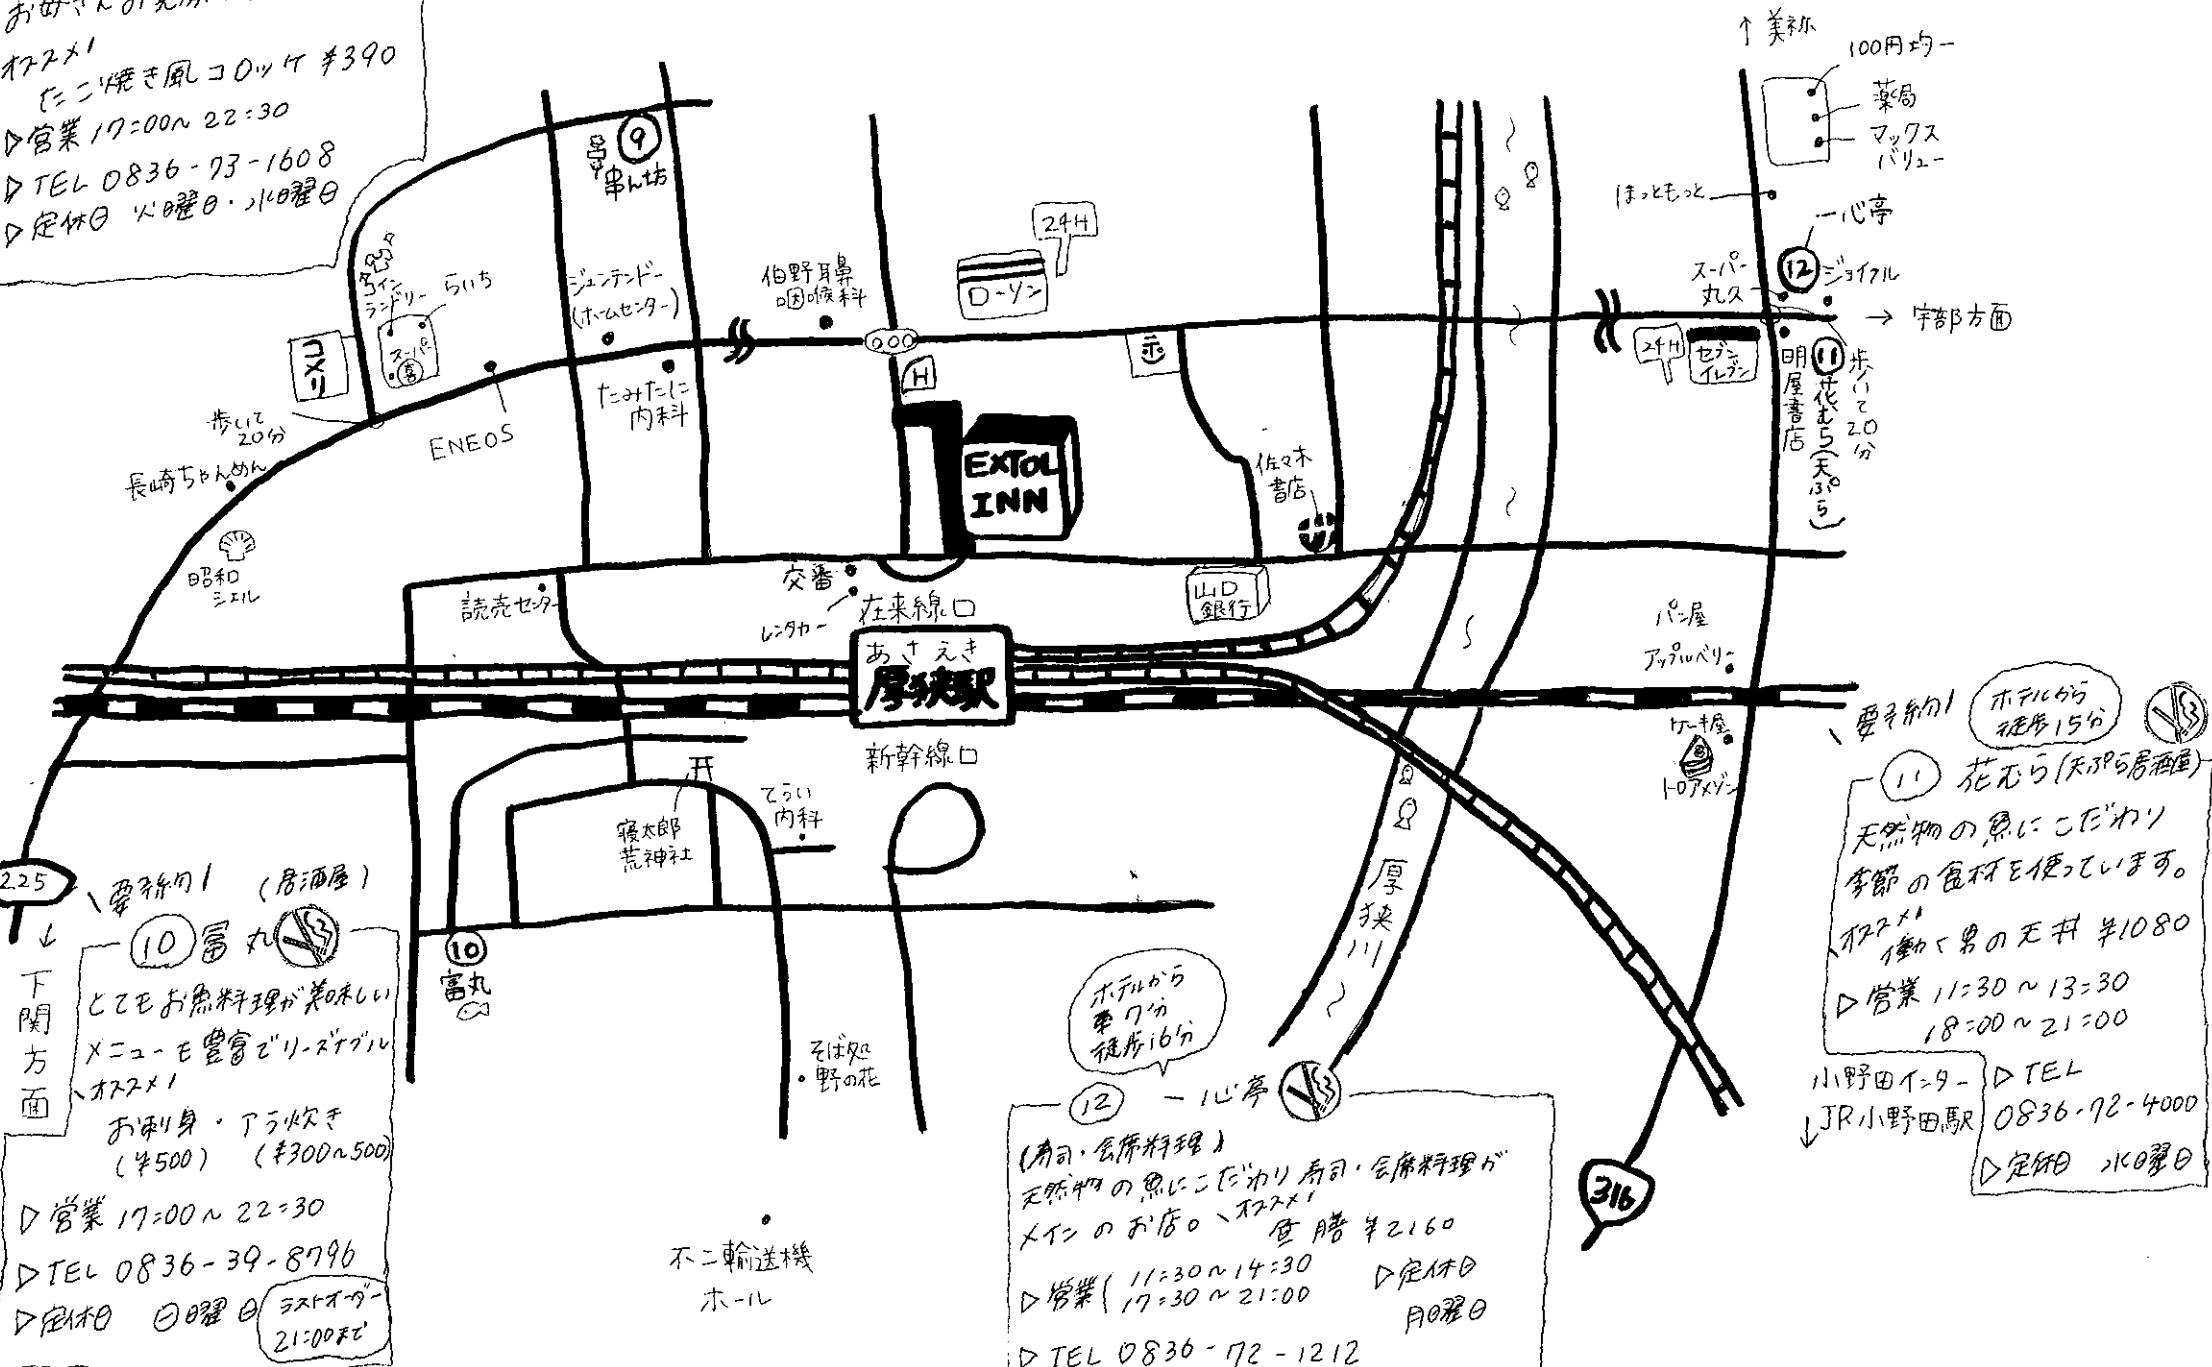 オススメ!
たこ焼き風コロッケ ¥390
▷営業 17:00~22:30
▷TEL 0836-73-1608
▷定休日 火曜日・水曜日
⑨
串ん坊
コイン
ランドリー
らいち
スーパー
喜
ジュンテンドー
(ホームセンター)
伯野耳鼻
咽喉科
24H
ローソン
↑美祢
100円均一
薬局
マックス
バリュー
ほっともっと
一心亭
⑫
スーパー
丸久
ジョイフル
→ 宇部方面
24H
セブン
イレブン
明屋書店
⑪
花むら(天ぷら)
歩いて20分
歩いて
20分
ENEOS
たみたに
内科
H
EXTOL
INN
長崎ちゃんめん
昭和
シェル
佐々木
書店
読売センター
交番
レンタカー
在来線口
山口
銀行
あさえき
厚狭駅
新幹線口
パン屋
アップルベリー
ケーキ屋
トロアメゾン
寝太郎
荒神社
てらい
内科
厚狭川
225
↓
下関方面
⑩
富丸
そば処
野の花
不二輸送機
ホール
316
小野田インター
↓JR小野田駅
要予約! (居酒屋)
⑩ 富丸
とてもお魚料理が美味しい
メニューも豊富でリーズナブル
オススメ!
お刺身・アラ炊き
(¥500) (¥300~500)
▷営業 17:00~22:30
▷TEL 0836-39-8796
▷定休日 日曜日
ラストオーダー
21:00まで
ホテルから
車7分
徒歩16分
⑫ 一心亭
(寿司・会席料理)
天然物の魚にこだわり寿司・会席料理が
メインのお店。オススメ!
昼膳 ¥2160
▷営業(11:30~14:30
17:30~21:00
▷定休日
月曜日
▷TEL 0836-72-1212
要予約!
ホテルから
徒歩15分
⑪ 花むら(天ぷら居酒屋)
天然物の魚にこだわり
季節の食材を使っています。
オススメ!
働く男の天丼 ¥1080
▷営業 11:30~13:30
18:00~21:00
▷TEL
0836-72-4000
▷定休日 水曜日